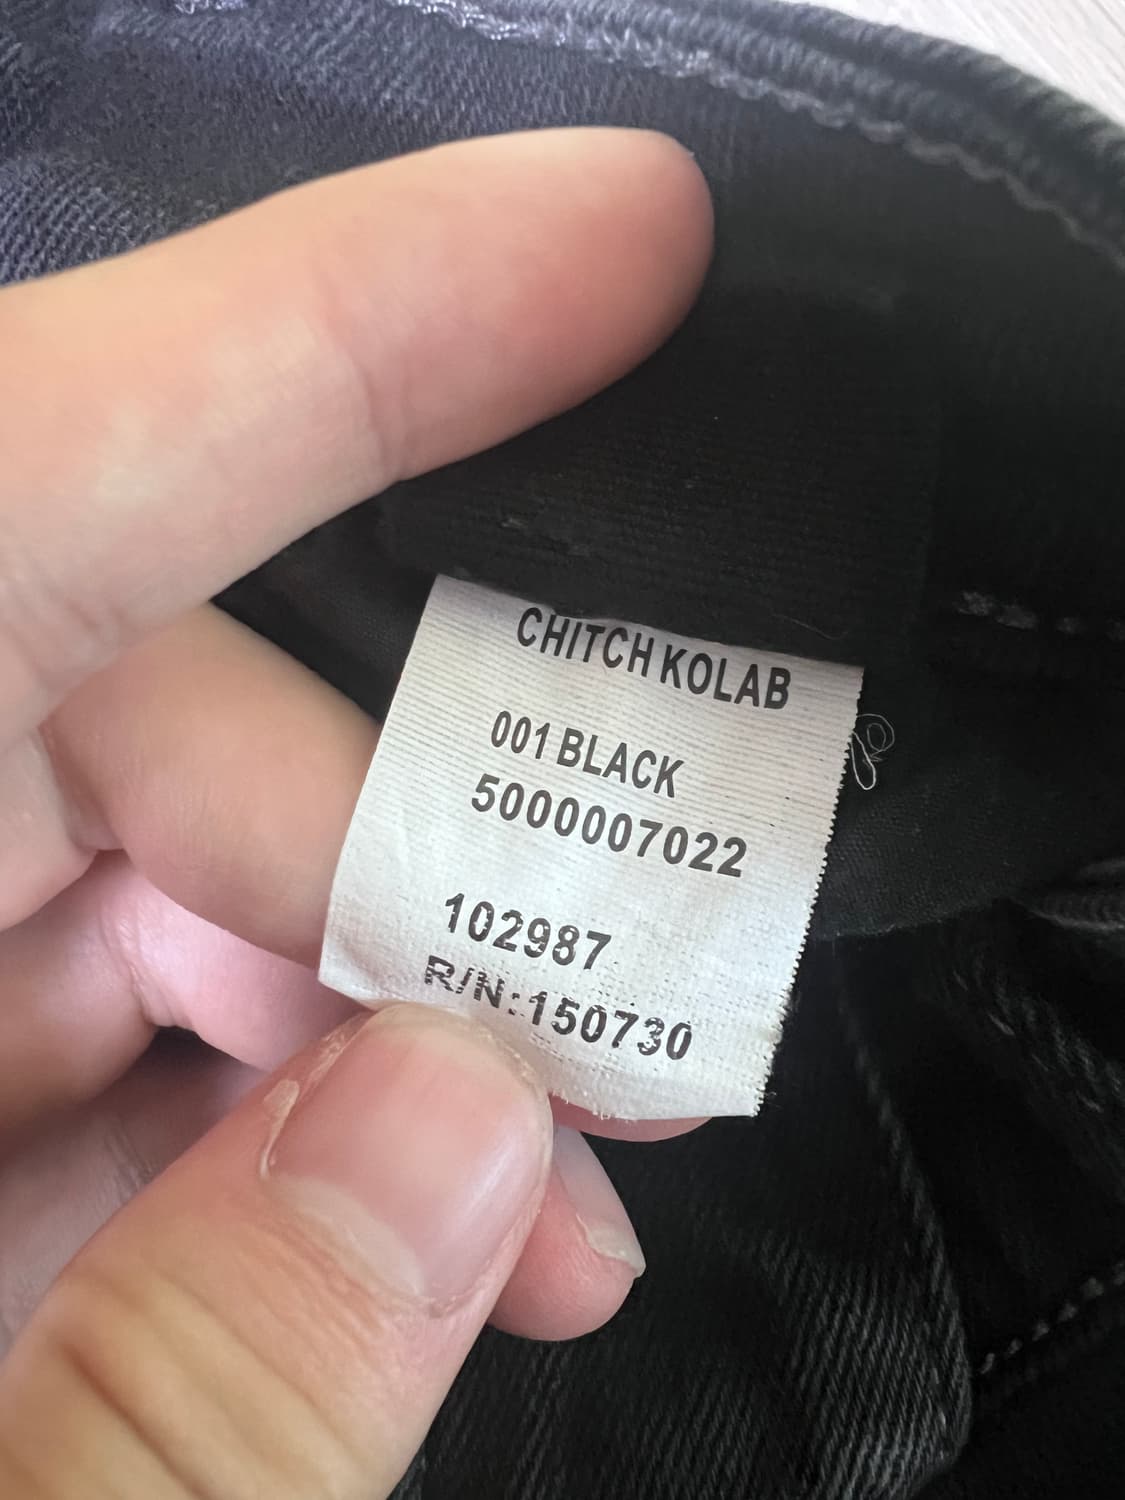 CHITCH KOLAB
001 BLACK
5000007022
102987
R/N:150730